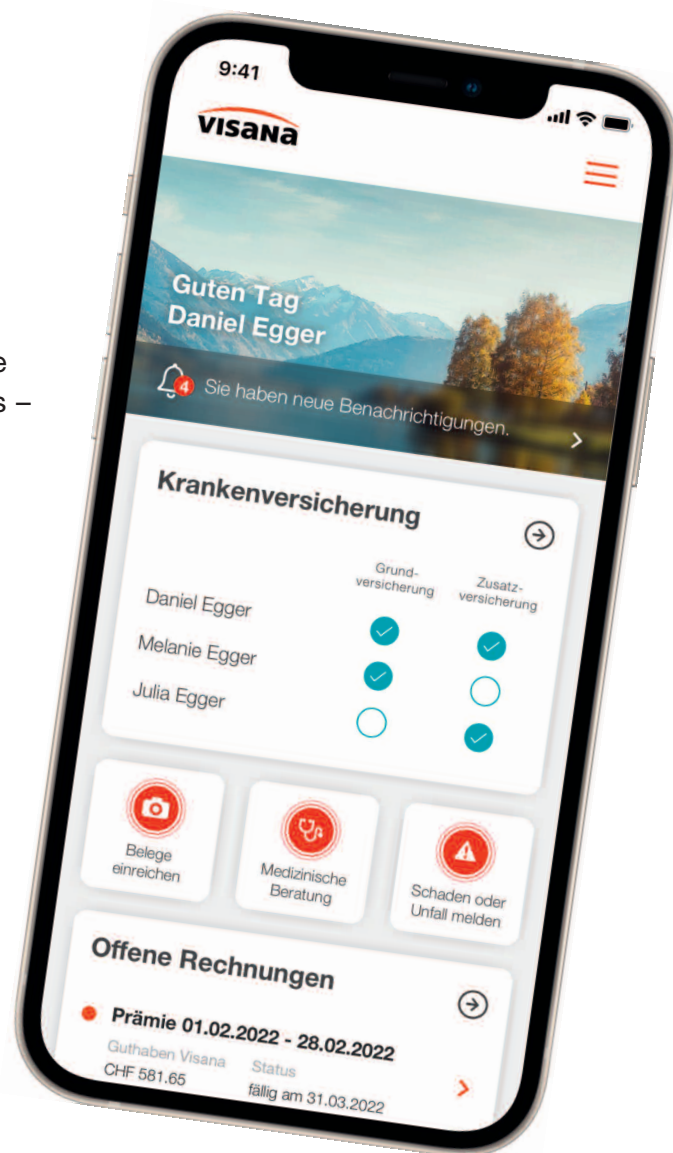 9:41
VISANA
Guten Tag
Daniel Egger
4
Sie haben neue Benachrichtigungen.
e
s –
Krankenversicherung
Grund-
versicherung
Zusatz-
versicherung
Daniel Egger
Melanie Egger
Julia Egger
Belege
einreichen
Medizinische
Beratung
Schaden oder
Unfall melden
Offene Rechnungen
Prämie 01.02.2022 - 28.02.2022
Guthaben Visana
Status
CHF 581.65
fällig am 31.03.2022